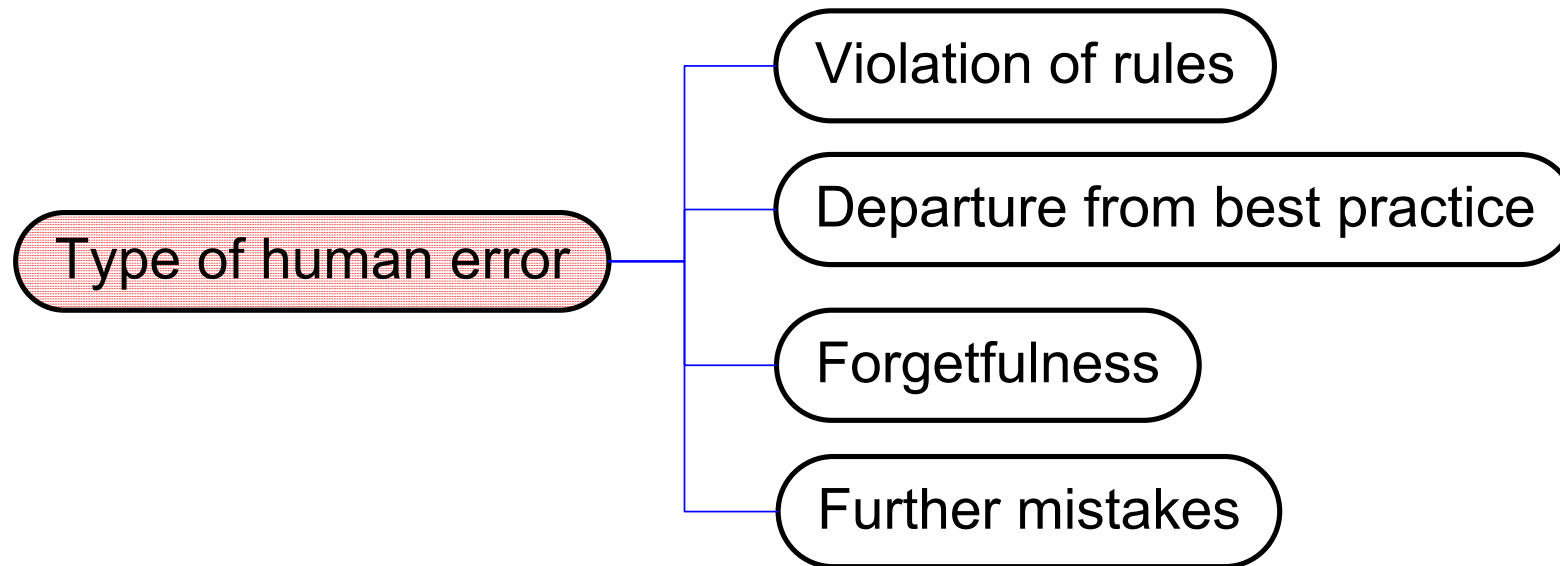 Type of human error
Violation of rules
Departure from best practice
Forgetfulness
Further mistakes